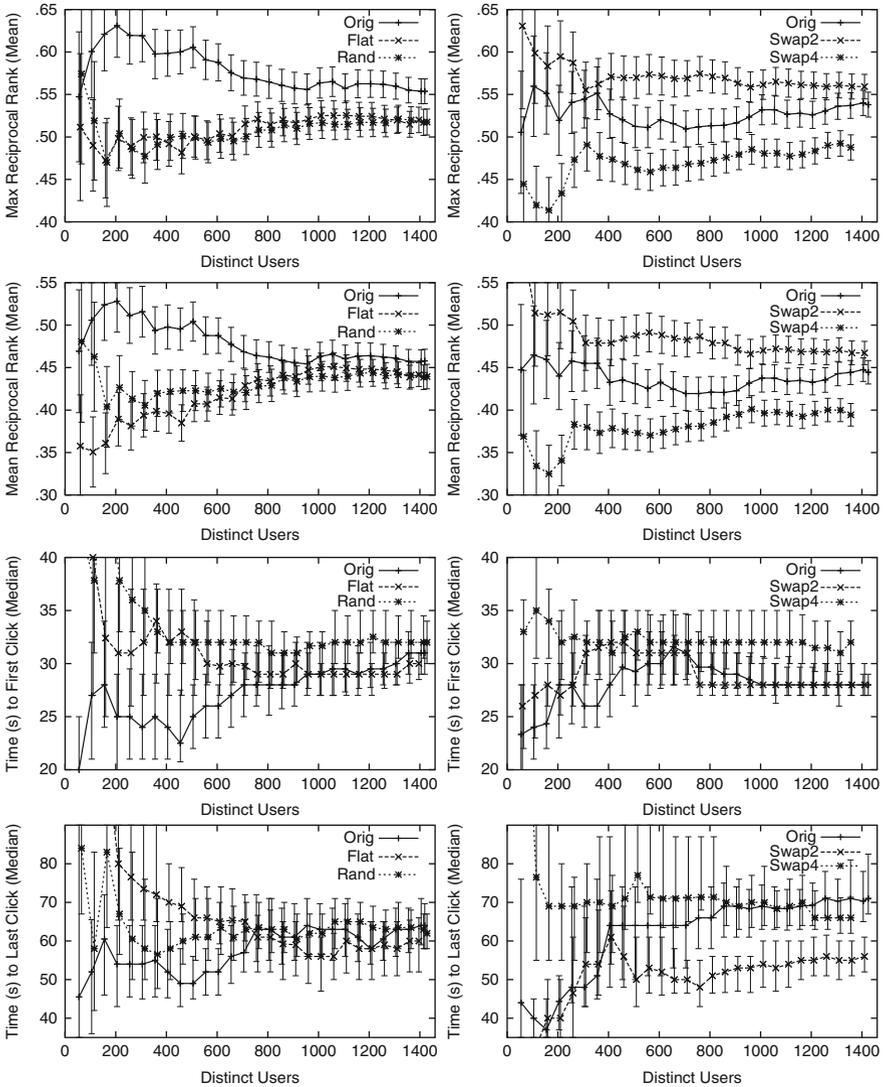 Max Reciprocal Rank (Mean)
.65
.60
.55
.50
.45
.40
Orig
Flat
Rand
0 200 400 600 800 1000 1200 1400
Distinct Users
Max Reciprocal Rank (Mean)
.65
.60
.55
.50
.45
.40
Orig
Swap2
Swap4
0 200 400 600 800 1000 1200 1400
Distinct Users
Mean Reciprocal Rank (Mean)
.55
.50
.45
.40
.35
.30
Orig
Flat
Rand
0 200 400 600 800 1000 1200 1400
Distinct Users
Mean Reciprocal Rank (Mean)
.55
.50
.45
.40
.35
.30
Orig
Swap2
Swap4
0 200 400 600 800 1000 1200 1400
Distinct Users
Time (s) to First Click (Median)
40
35
30
25
20
Orig
Flat
Rand
0 200 400 600 800 1000 1200 1400
Distinct Users
Time (s) to First Click (Median)
40
35
30
25
20
Orig
Swap2
Swap4
0 200 400 600 800 1000 1200 1400
Distinct Users
Time (s) to Last Click (Median)
80
70
60
50
40
Orig
Flat
Rand
0 200 400 600 800 1000 1200 1400
Distinct Users
Time (s) to Last Click (Median)
80
70
60
50
40
Orig
Swap2
Swap4
0 200 400 600 800 1000 1200 1400
Distinct Users